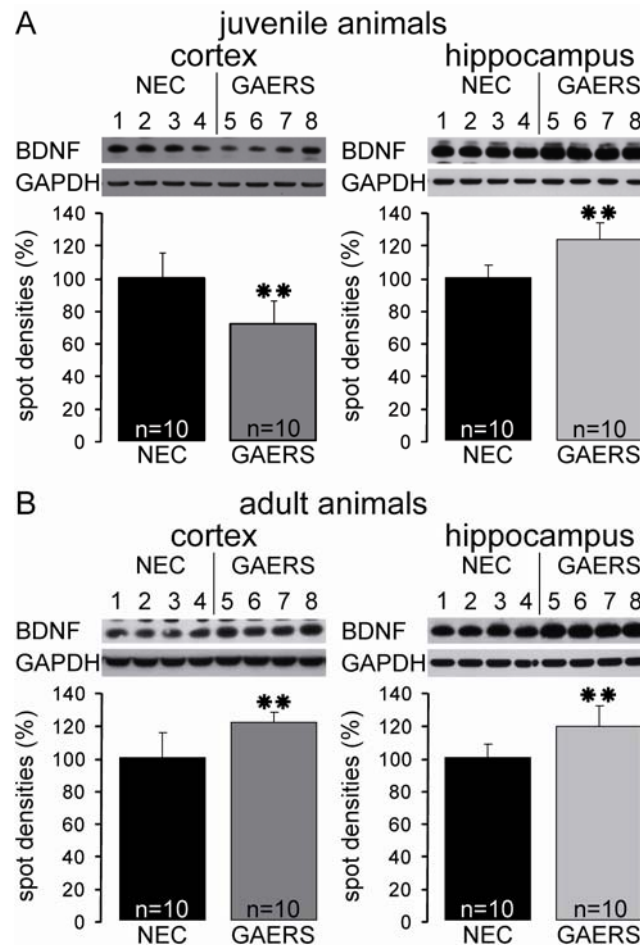 A juvenile animals
cortex hippocampus
NEC GAERS NEC GAERS
1 2 3 4 5 6 7 8 1 2 3 4 5 6 7 8
BDNF BDNF
GAPDH GAPDH
spot densities (%) 140 120 100 80 60 40 20 0
** n=10 n=10
NEC GAERS
spot densities (%) 140 120 100 80 60 40 20 0
** n=10 n=10
NEC GAERS
B adult animals
cortex hippocampus
NEC GAERS NEC GAERS
1 2 3 4 5 6 7 8 1 2 3 4 5 6 7 8
BDNF BDNF
GAPDH GAPDH
spot densities (%) 140 120 100 80 60 40 20 0
** n=10 n=10
NEC GAERS
spot densities (%) 140 120 100 80 60 40 20 0
** n=10 n=10
NEC GAERS